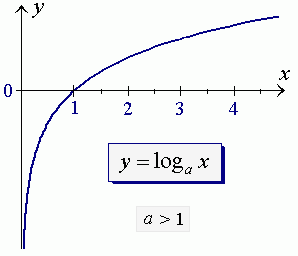 y
0
1 2 3 4 x
y = logₐ x
a > 1